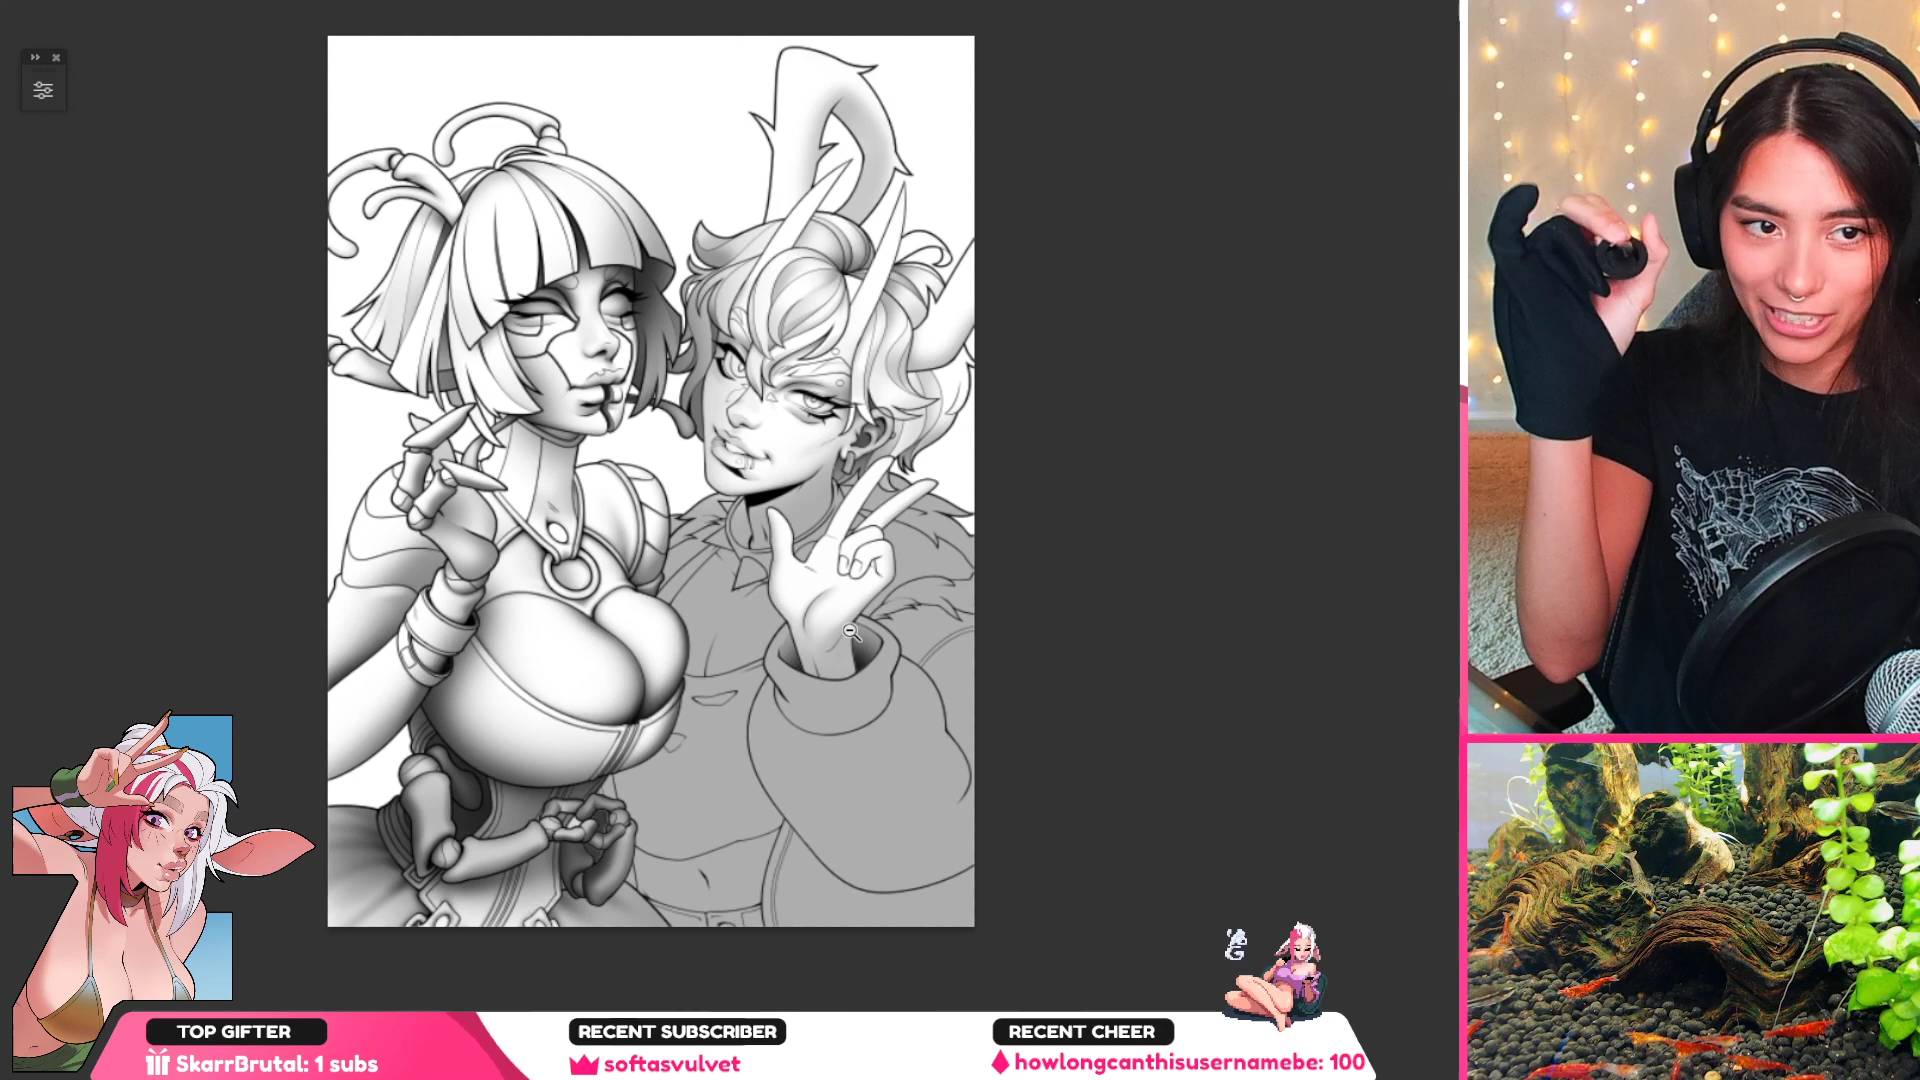 TOP GIFTER
SkarrBrutal: 1 subs
RECENT SUBSCRIBER
softasvulvet
RECENT CHEER
howlongcanthisusernamebe: 100